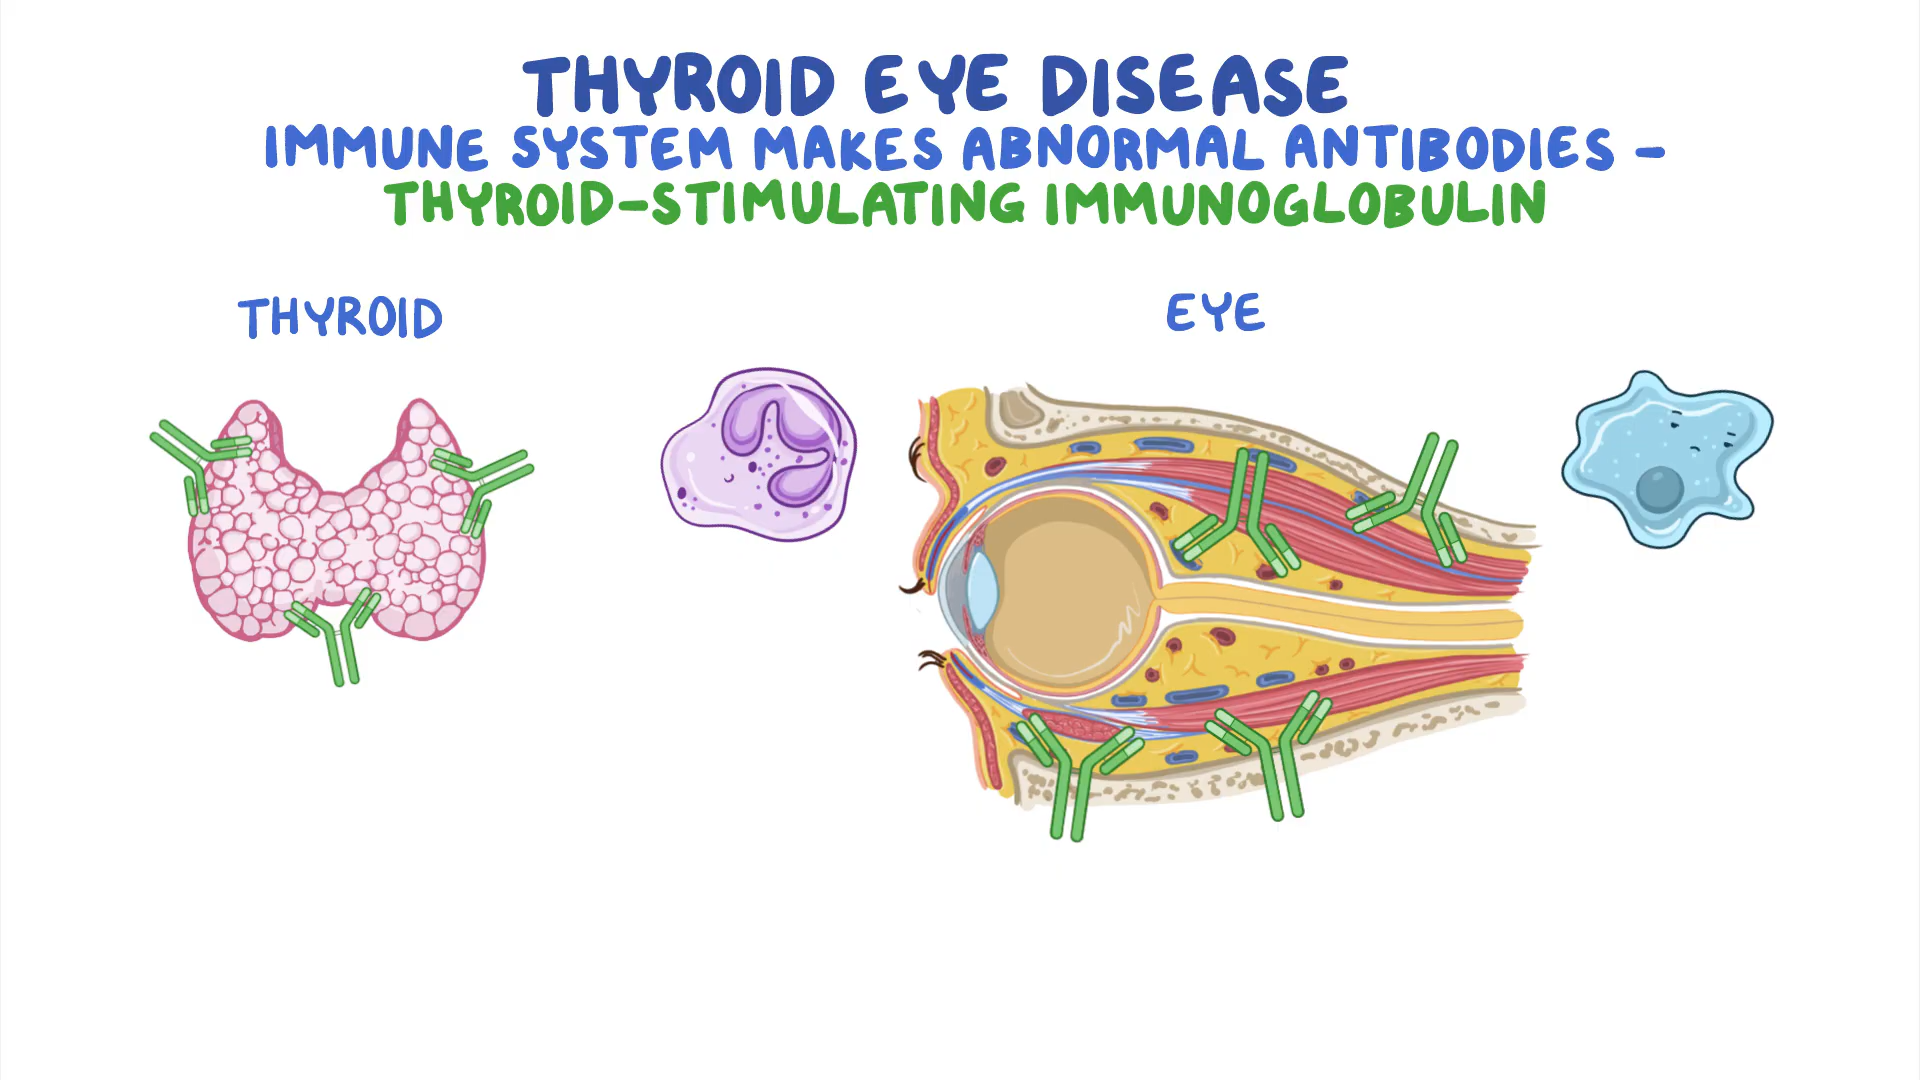 THYROID EYE DISEASE
IMMUNE SYSTEM MAKES ABNORMAL ANTIBODIES -
THYROID-STIMULATING IMMUNOGLOBULIN
THYROID
EYE